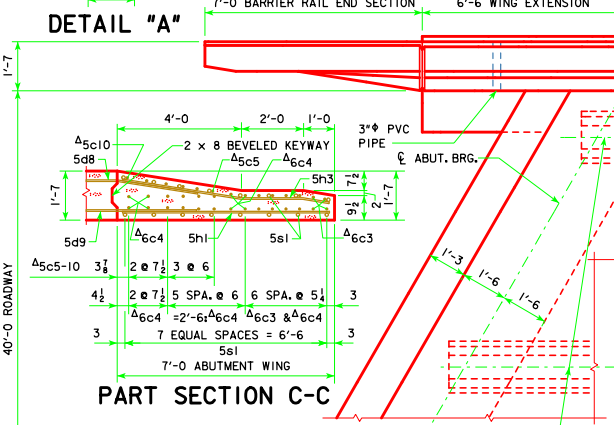 7'-0 BARRIER RAIL END SECTION
6'-6 WING EXTENSION
DETAIL "A"
1'-7
4'-0
2'-0
1'-0
3"Φ PVC
PIPE
Δ5c10
2 x 8 BEVELED KEYWAY
5d8
Δ5c5
Δ6c4
℄ ABUT. BRG.
5h3
1'-7
7½
9½
2
1'-7
5d9
Δ6c4
5h1
5s1
Δ6c3
Δ5c5-10
3⅞
2 @ 7½
3 @ 6
1'-3
1'-6
1'-6
4½
2 @ 7½
5 SPA. @ 6
6 SPA. @ 5¼
3
Δ6c4
=2'-6:Δ6c4
Δ6c3 &Δ6c4
3
7 EQUAL SPACES = 6'-6
3
5s1
7'-0 ABUTMENT WING
40'-0 ROADWAY
PART SECTION C-C